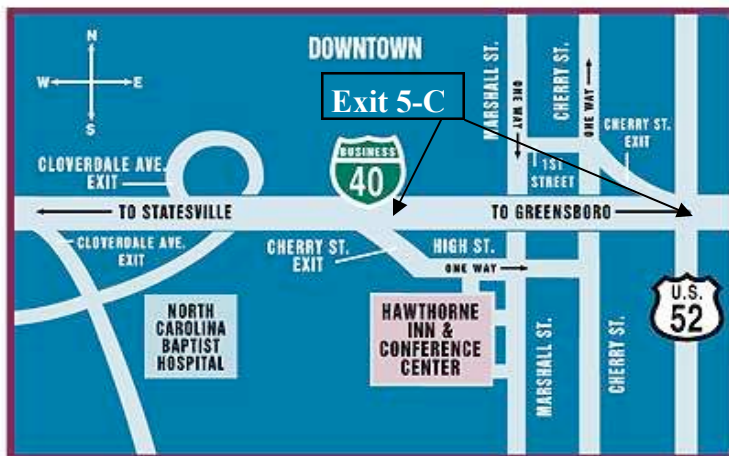 N
W E
S
DOWNTOWN
Exit 5-C
MARSHALL ST.
ONE WAY
CHERRY ST.
ONE WAY
CHERRY ST.
EXIT
1ST
STREET
CLOVERDALE AVE.
EXIT
BUSINESS
40
TO STATESVILLE
TO GREENSBORO
CLOVERDALE AVE.
EXIT
CHERRY ST.
EXIT
HIGH ST.
ONE WAY
U.S.
52
NORTH
CAROLINA
BAPTIST
HOSPITAL
HAWTHORNE
INN &
CONFERENCE
CENTER
MARSHALL ST.
CHERRY ST.